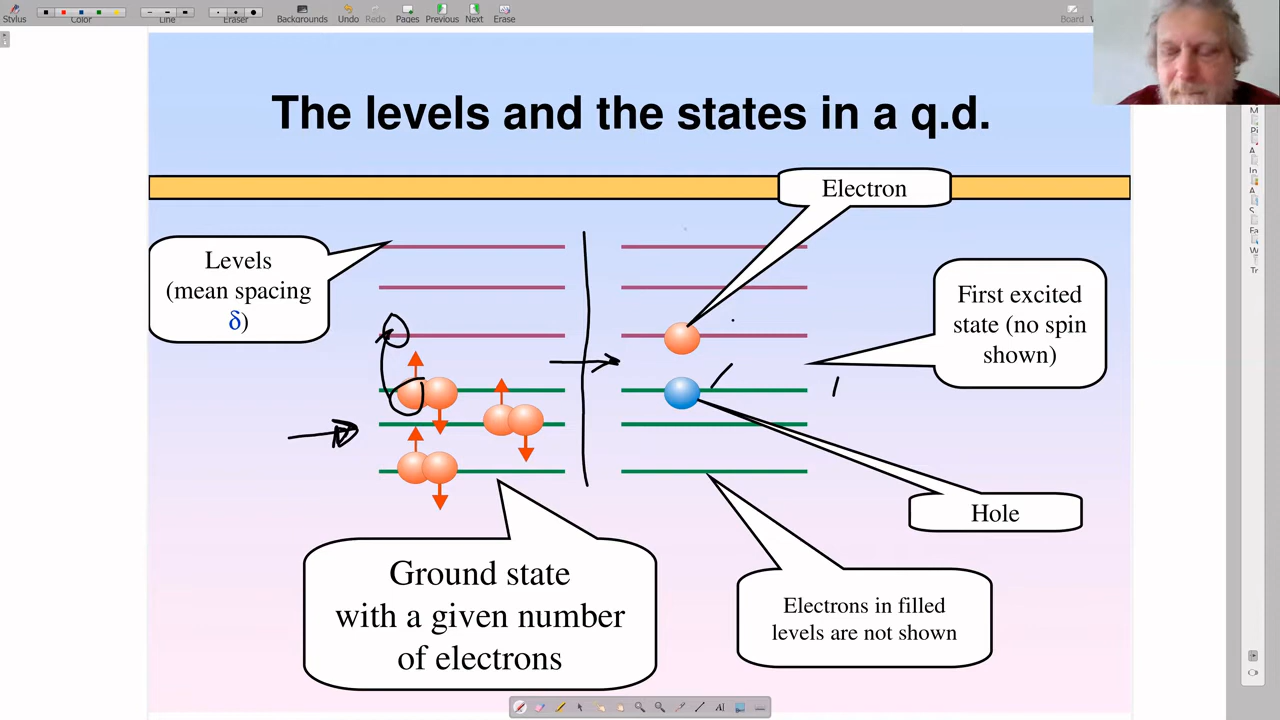 Stylus
Color
Line
Eraser
Backgrounds
Undo
Redo
Pages
Previous
Next
Erase
Board
The levels and the states in a q.d.
Electron
Levels
(mean spacing
δ)
First excited
state (no spin
shown)
Hole
Ground state
with a given number
of electrons
Electrons in filled
levels are not shown